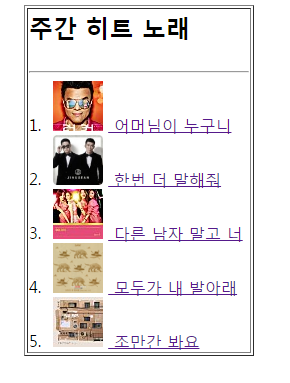 주간 히트 노래
1. 어머님이 누구니
2. 한번 더 말해줘
3. 다른 남자 말고 너
4. 모두가 내 발아래
5. 조만간 봐요